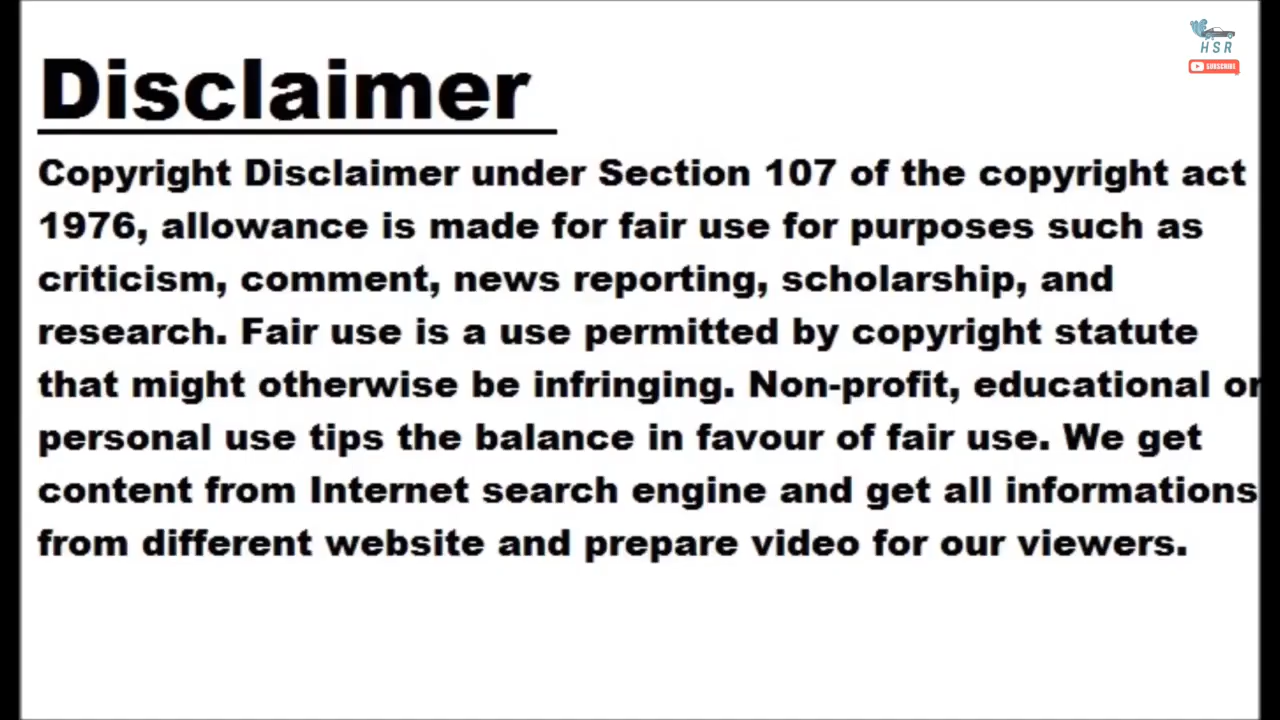 HSR
SUBSCRIBE
Disclaimer
Copyright Disclaimer under Section 107 of the copyright act
1976, allowance is made for fair use for purposes such as
criticism, comment, news reporting, scholarship, and
research. Fair use is a use permitted by copyright statute
that might otherwise be infringing. Non-profit, educational or
personal use tips the balance in favour of fair use. We get
content from Internet search engine and get all informations
from different website and prepare video for our viewers.